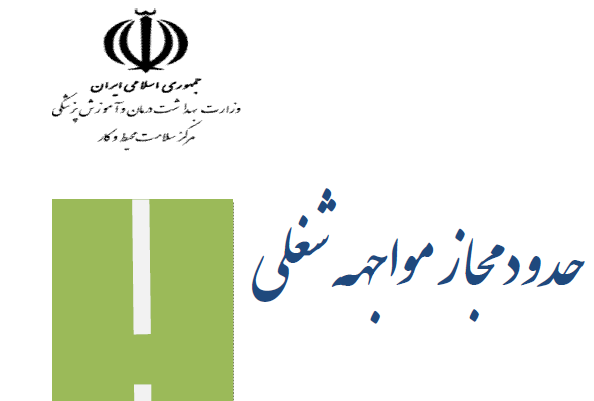 جمهوری اسلامی ایران
وزارت بهداشت درمان و آموزش پزشکی
مرکز سلامت محیط و کار
حدود مجاز مواجهه شغلی